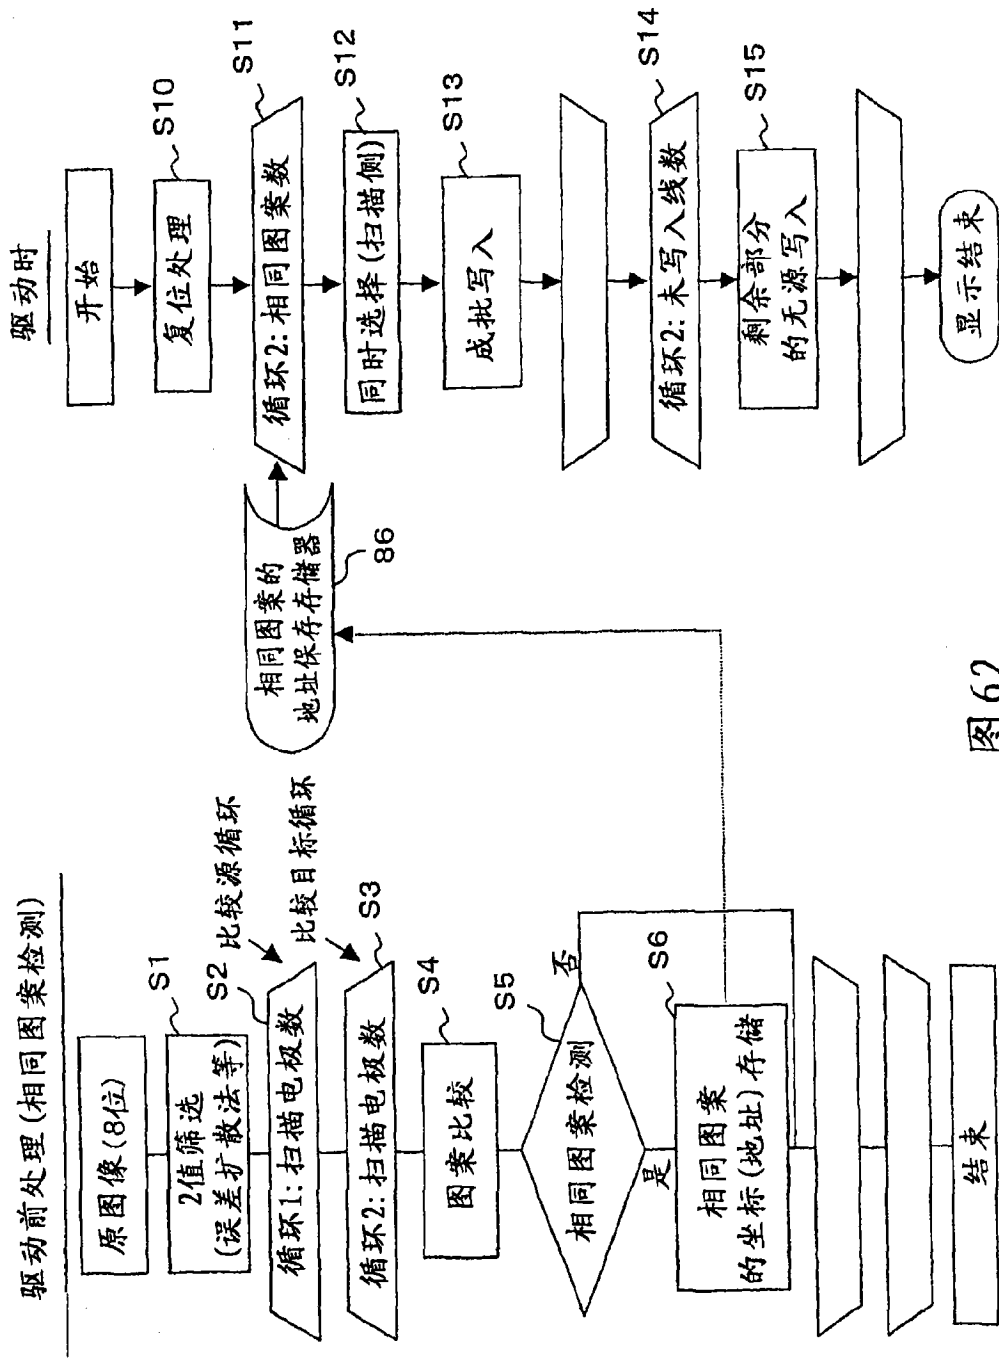 驱动前处理(相同图案检测)
原图像(8位)
S1
2值筛选
(误差扩散法等)
S2
比较源循环
循环1:扫描电极数
比较目标循环
S3
循环2:扫描电极数
S4
图案比较
S5
相同图案检测
否
是
S6
相同图案
的坐标(地址)存储
结束
相同图案的
地址保存存储器
86
驱动时
开始
S10
复位处理
S11
循环2:相同图案数
S12
同时选择(扫描侧)
S13
成批写入
S14
循环2:未写入线数
S15
剩余部分
的无源写入
显示结束
图 62